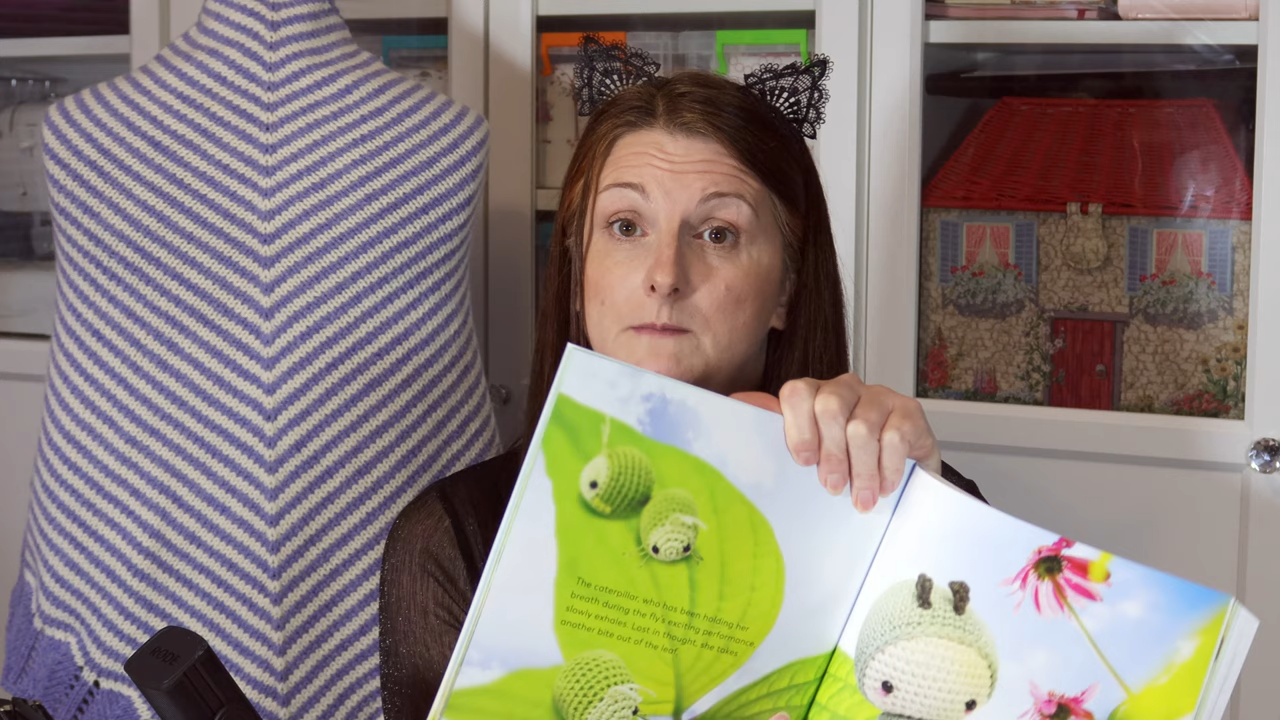 The caterpillar, who has been holding her
breath during the fly's exciting performance,
slowly exhales. Lost in thought, she takes
another bite out of the leaf.
RODE